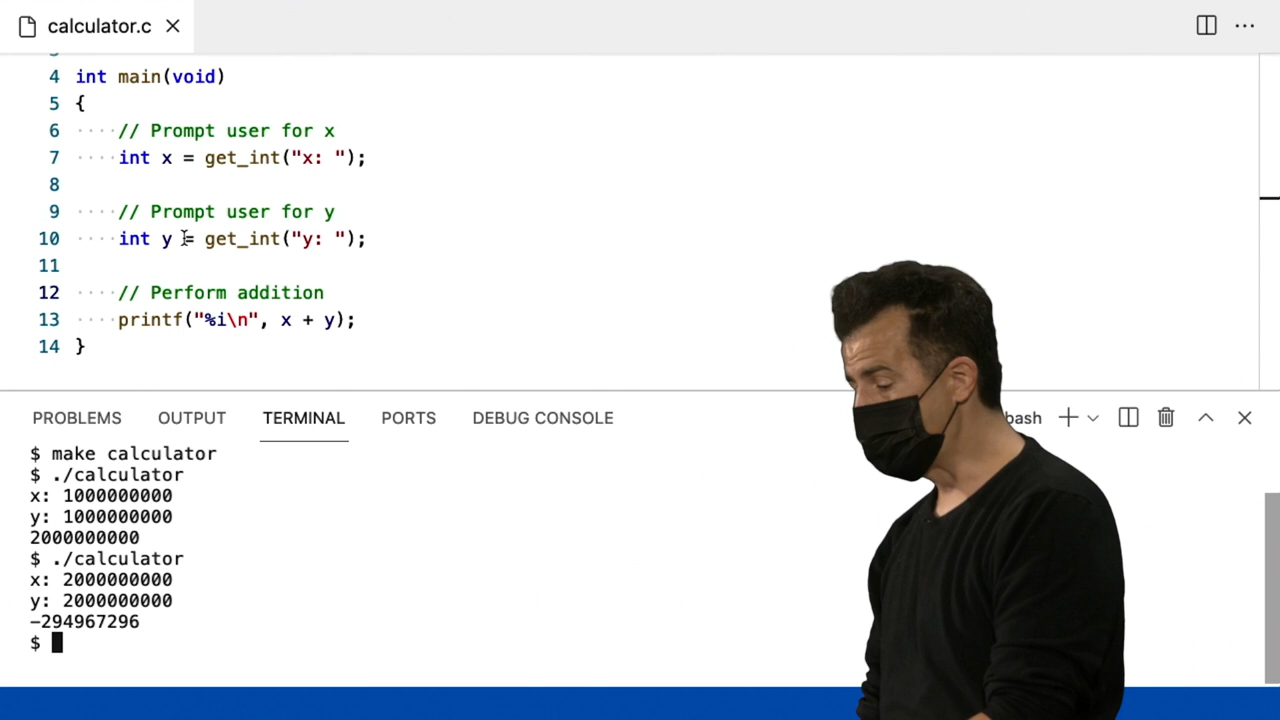 calculator.c
4 int main(void)
5 {
6 ····// Prompt user for x
7 ····int x = get_int("x: ");
8
9 ····// Prompt user for y
10 ····int y = get_int("y: ");
11
12 ····// Perform addition
13 ····printf("%i\n", x + y);
14 }
PROBLEMS OUTPUT TERMINAL PORTS DEBUG CONSOLE bash
$ make calculator
$ ./calculator
x: 1000000000
y: 1000000000
2000000000
$ ./calculator
x: 2000000000
y: 2000000000
-294967296
$